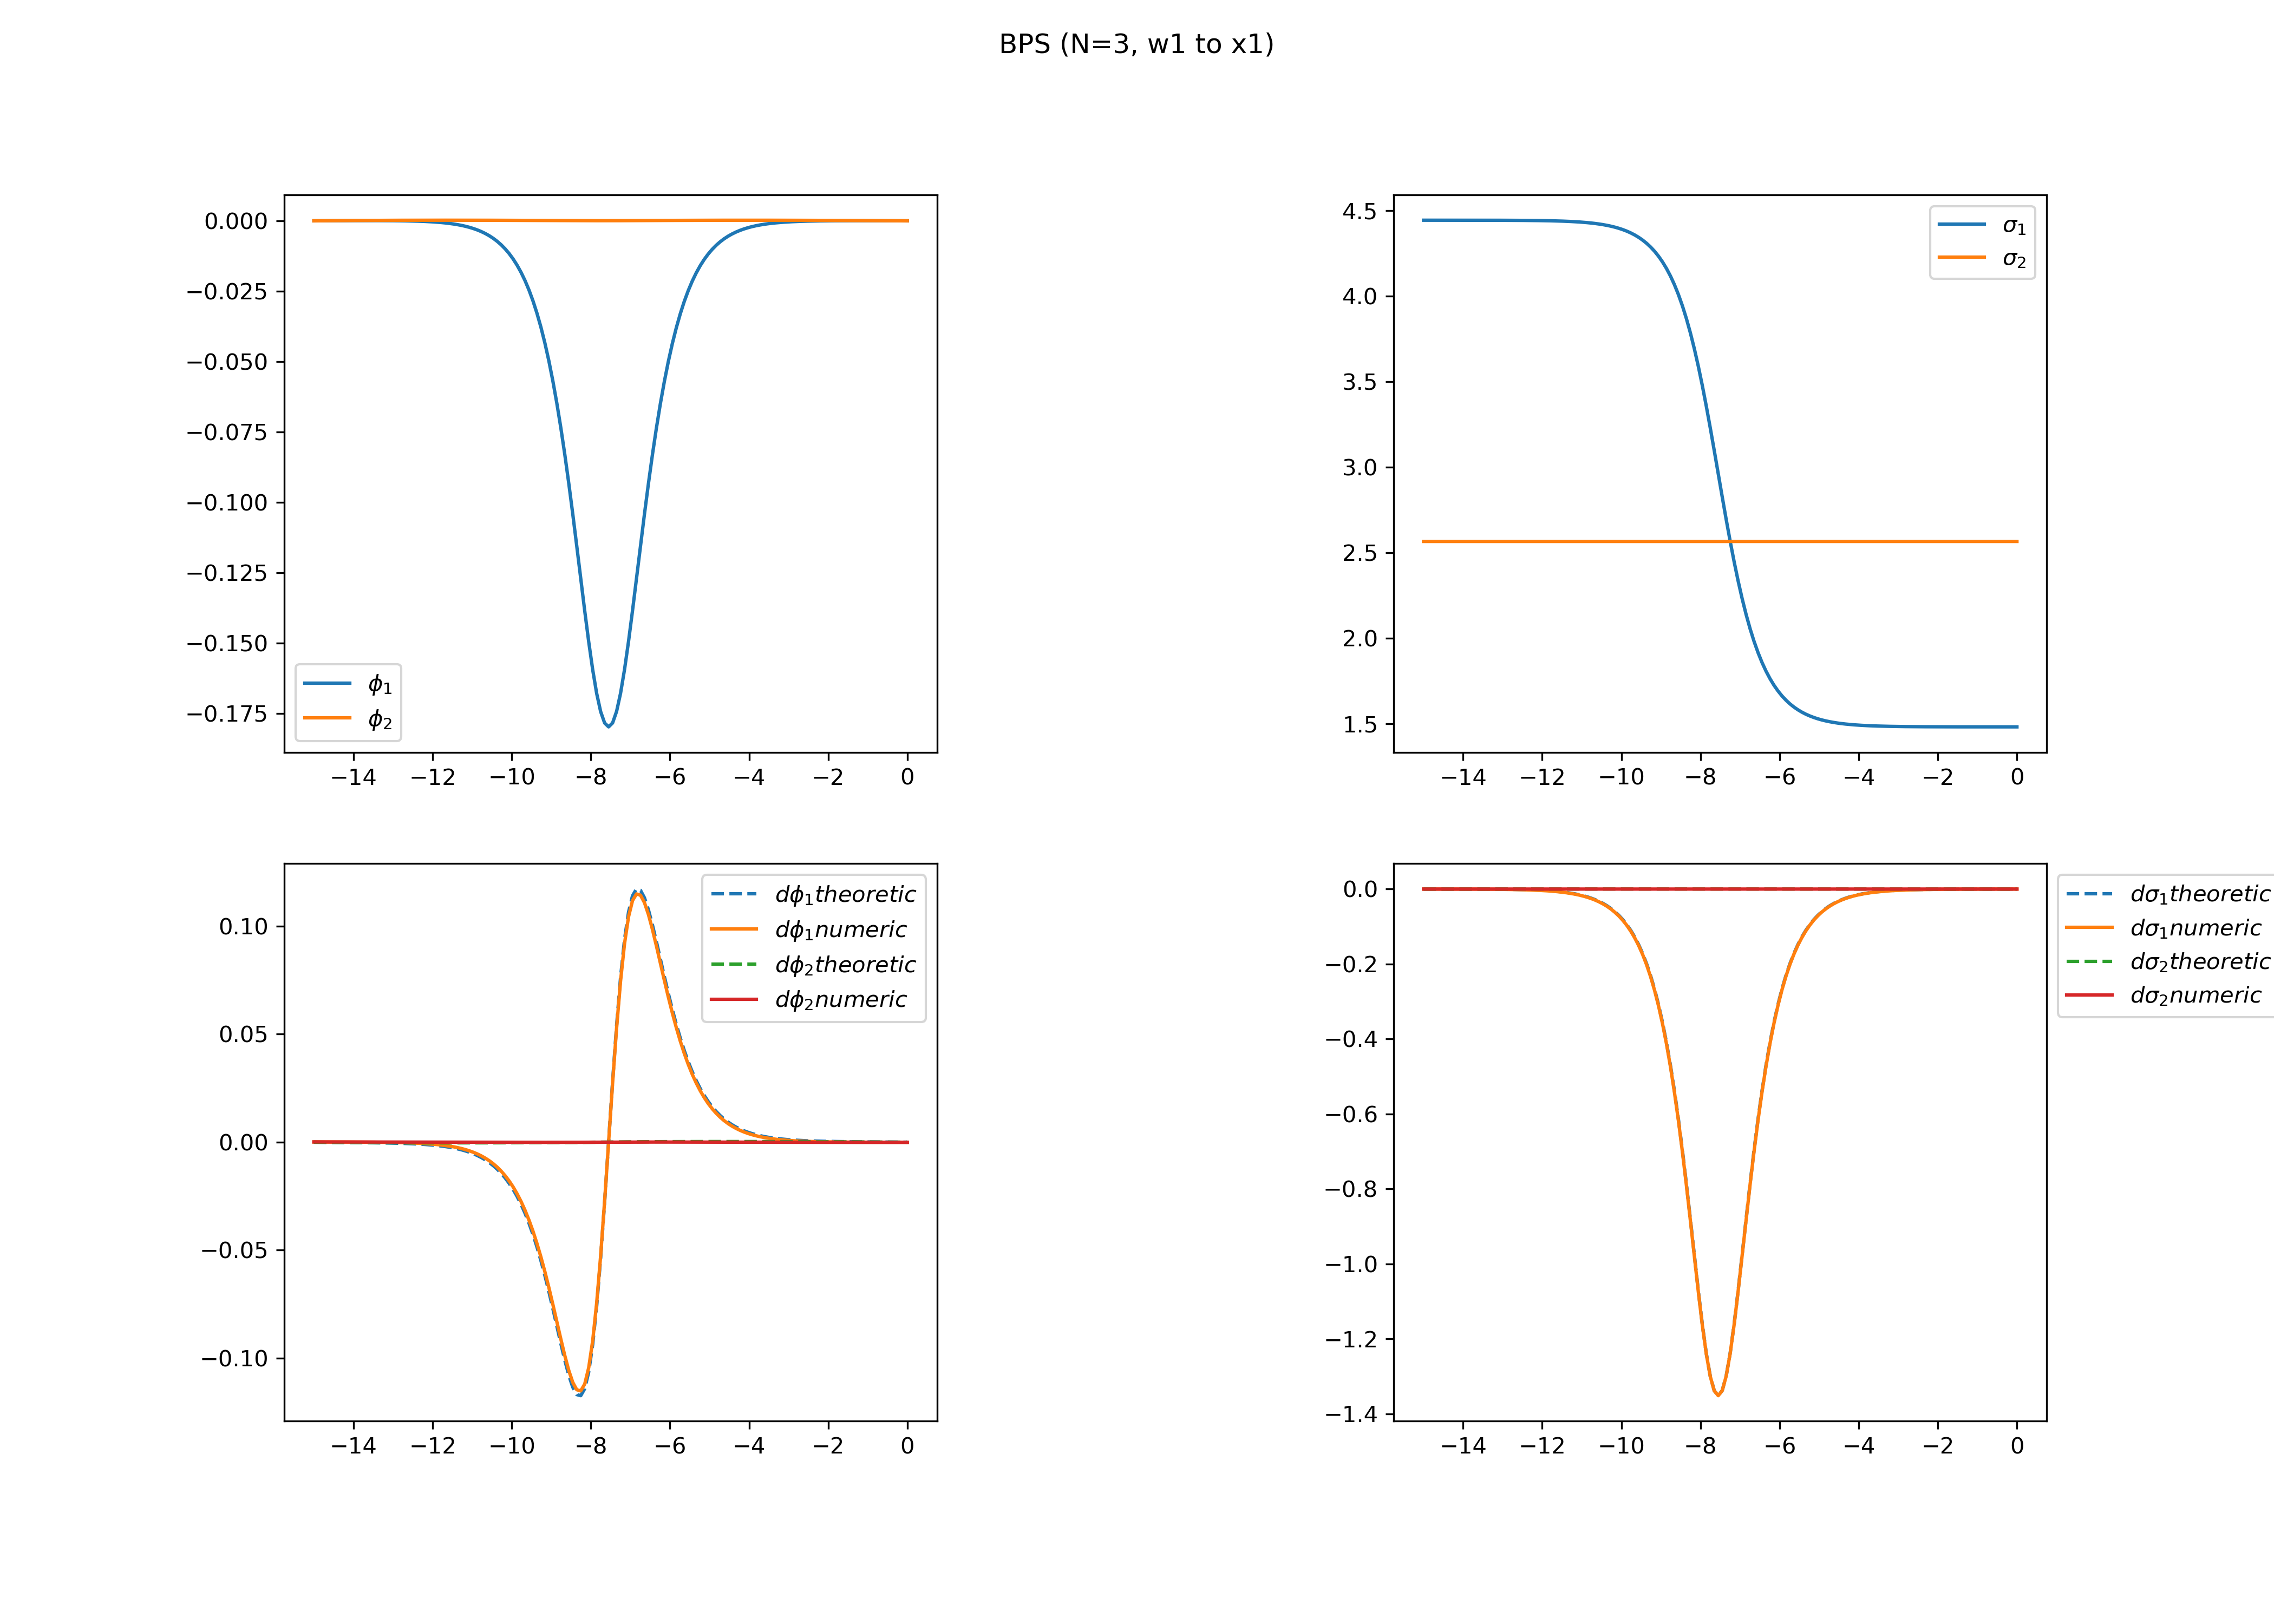 BPS (N=3, w1 to x1)
0.000
−0.025
−0.050
−0.075
−0.100
−0.125
−0.150
−0.175
ϕ₁
ϕ₂
−14 −12 −10 −8 −6 −4 −2 0
4.5
4.0
3.5
3.0
2.5
2.0
1.5
σ₁
σ₂
−14 −12 −10 −8 −6 −4 −2 0
0.10
0.05
0.00
−0.05
−0.10
dϕ₁theoretic
dϕ₁numeric
dϕ₂theoretic
dϕ₂numeric
−14 −12 −10 −8 −6 −4 −2 0
0.0
−0.2
−0.4
−0.6
−0.8
−1.0
−1.2
−1.4
dσ₁theoretic
dσ₁numeric
dσ₂theoretic
dσ₂numeric
−14 −12 −10 −8 −6 −4 −2 0